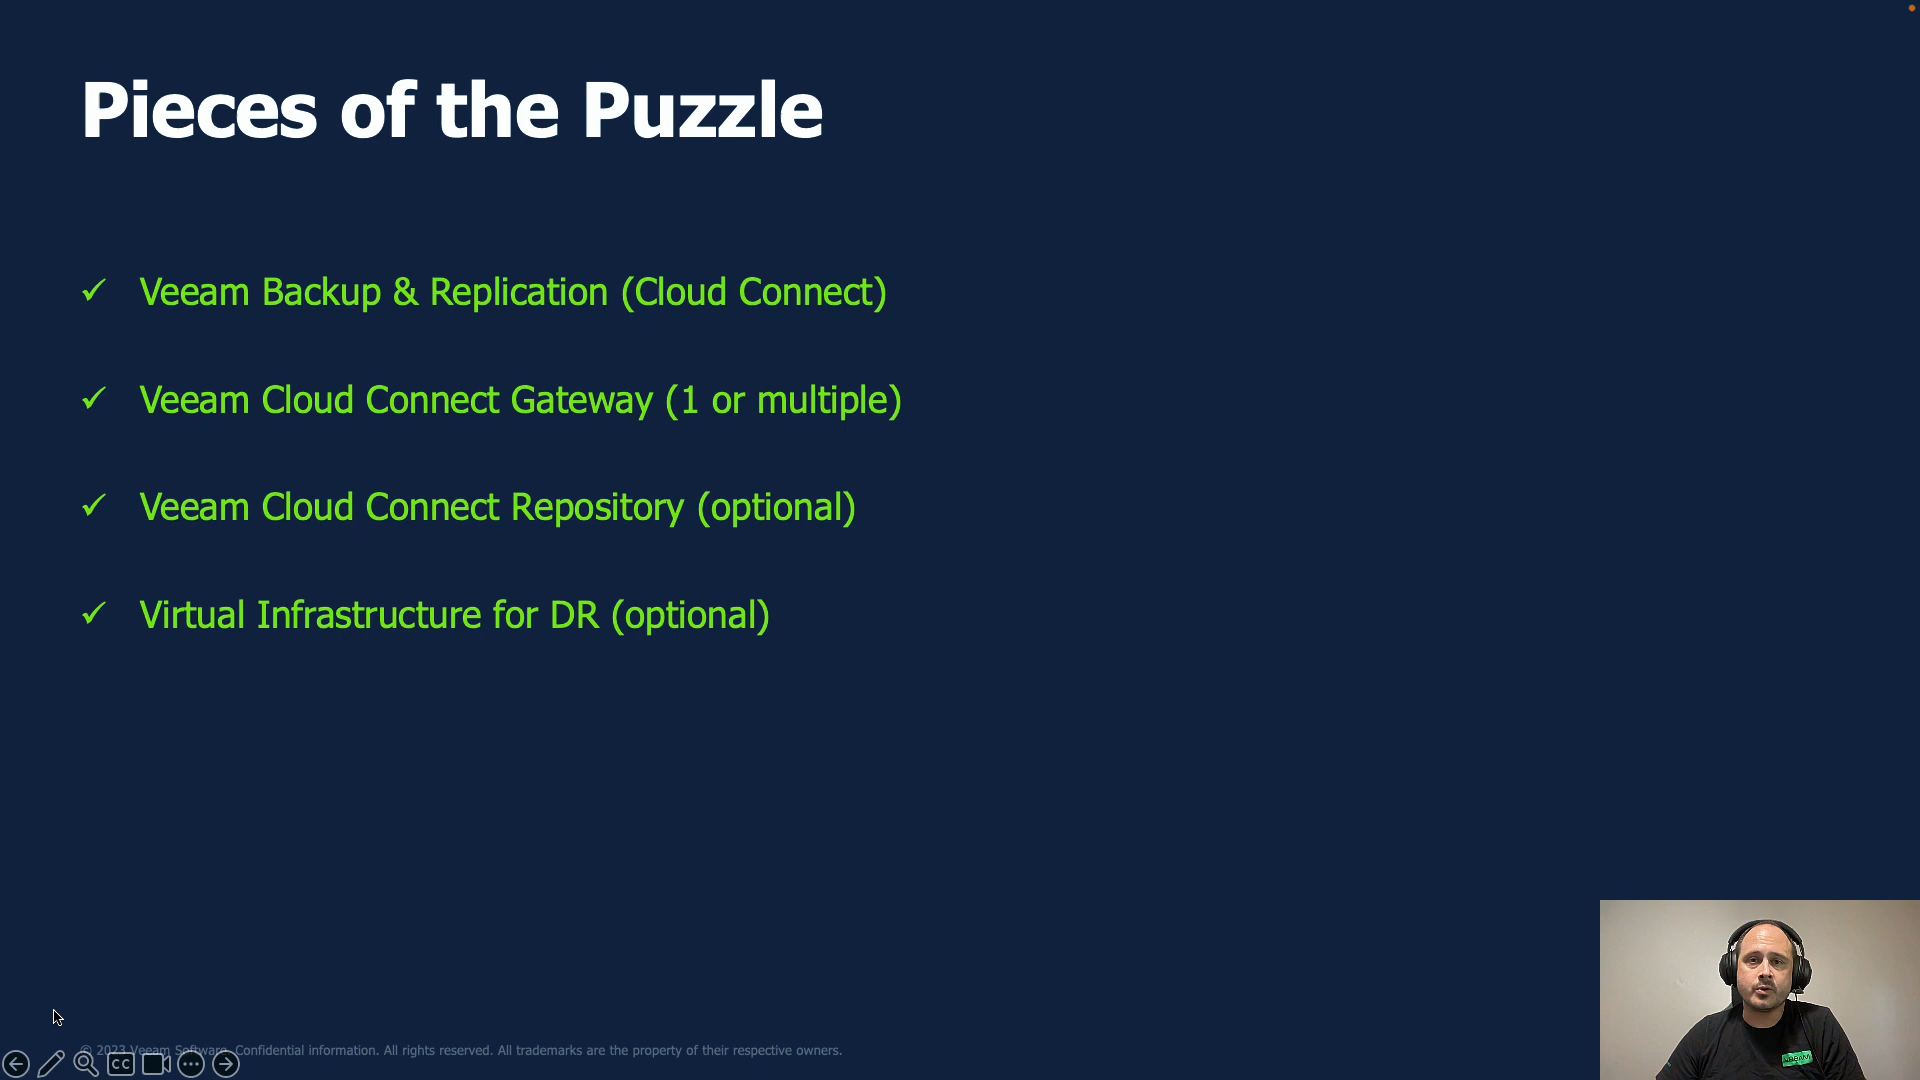 Pieces of the Puzzle
✓ Veeam Backup & Replication (Cloud Connect)
✓ Veeam Cloud Connect Gateway (1 or multiple)
✓ Veeam Cloud Connect Repository (optional)
✓ Virtual Infrastructure for DR (optional)
© 2023 Veeam Software. Confidential information. All rights reserved. All trademarks are the property of their respective owners.
CC
VEEAM